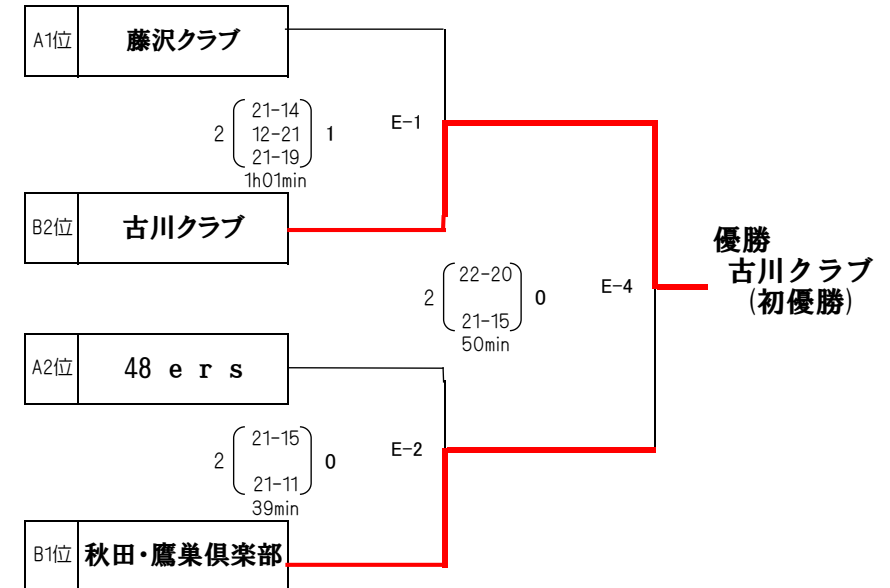 A1位 藤沢クラブ
2 21-14 1
12-21
21-19
1h01min
E-1
B2位 古川クラブ
優勝
古川クラブ
(初優勝)
2 22-20 0
21-15
50min
E-4
A2位 48ers
2 21-15 0
21-11
39min
E-2
B1位 秋田・鷹巣倶楽部